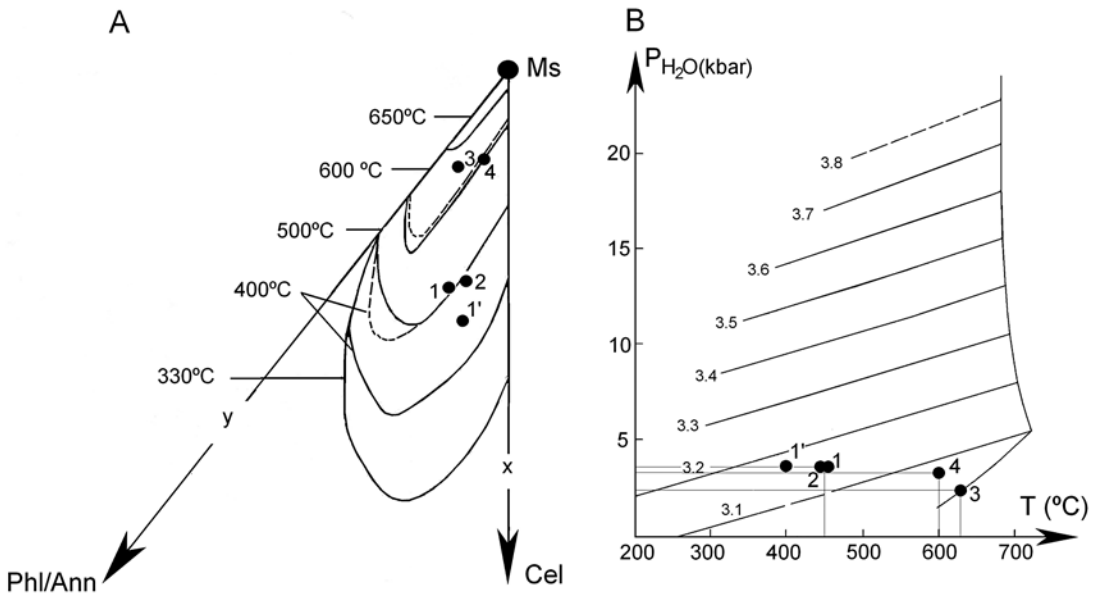 A
Ms
650ºC
600 ºC
3
4
500ºC
1
2
400ºC
1'
330ºC
y
x
Phl/Ann
Cel
B
PH2O(kbar)
20
15
10
5
3.8
3.7
3.6
3.5
3.4
3.3
3.2
3.1
1'
1
2
4
3
T (ºC)
200 300 400 500 600 700